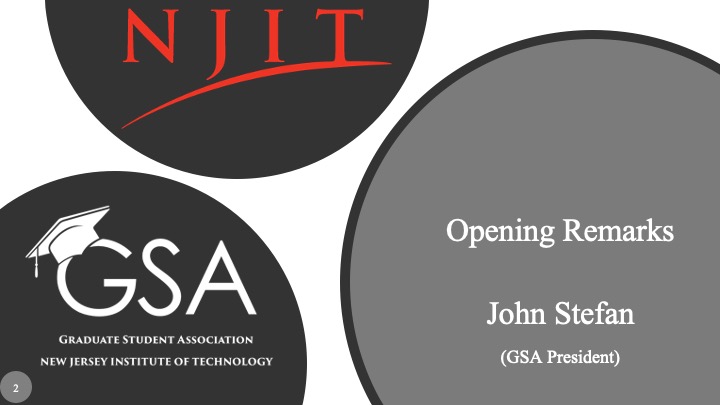 NJIT
GSA
GRADUATE STUDENT ASSOCIATION
NEW JERSEY INSTITUTE OF TECHNOLOGY
2
Opening Remarks
John Stefan
(GSA President)